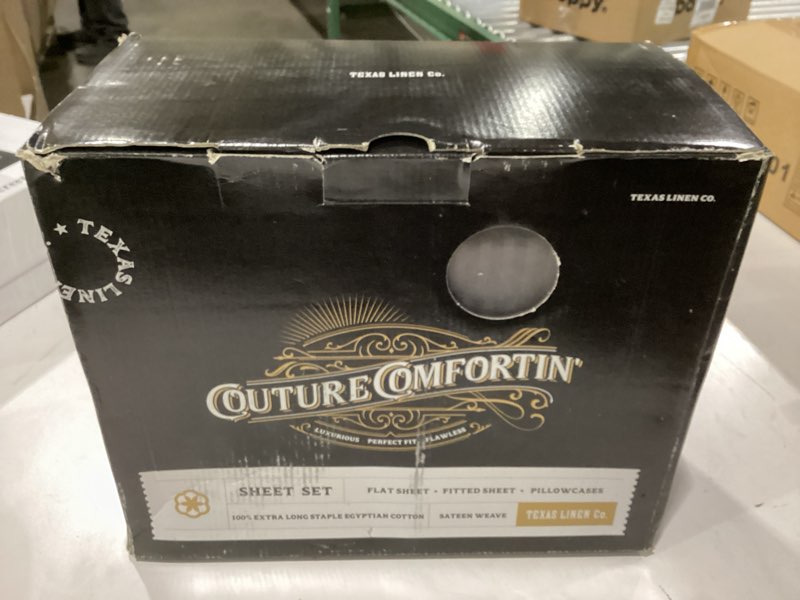 TEXAS LINEN Co.
TEXAS LINEN CO.
TEXAS LINEN
COUTURE COMFORTIN'
LUXURIOUS PERFECT FIT FLAWLESS
SHEET SET
FLAT SHEET • FITTED SHEET • PILLOWCASES
100% EXTRA LONG STAPLE EGYPTIAN COTTON
SATEEN WEAVE
TEXAS LINEN Co.